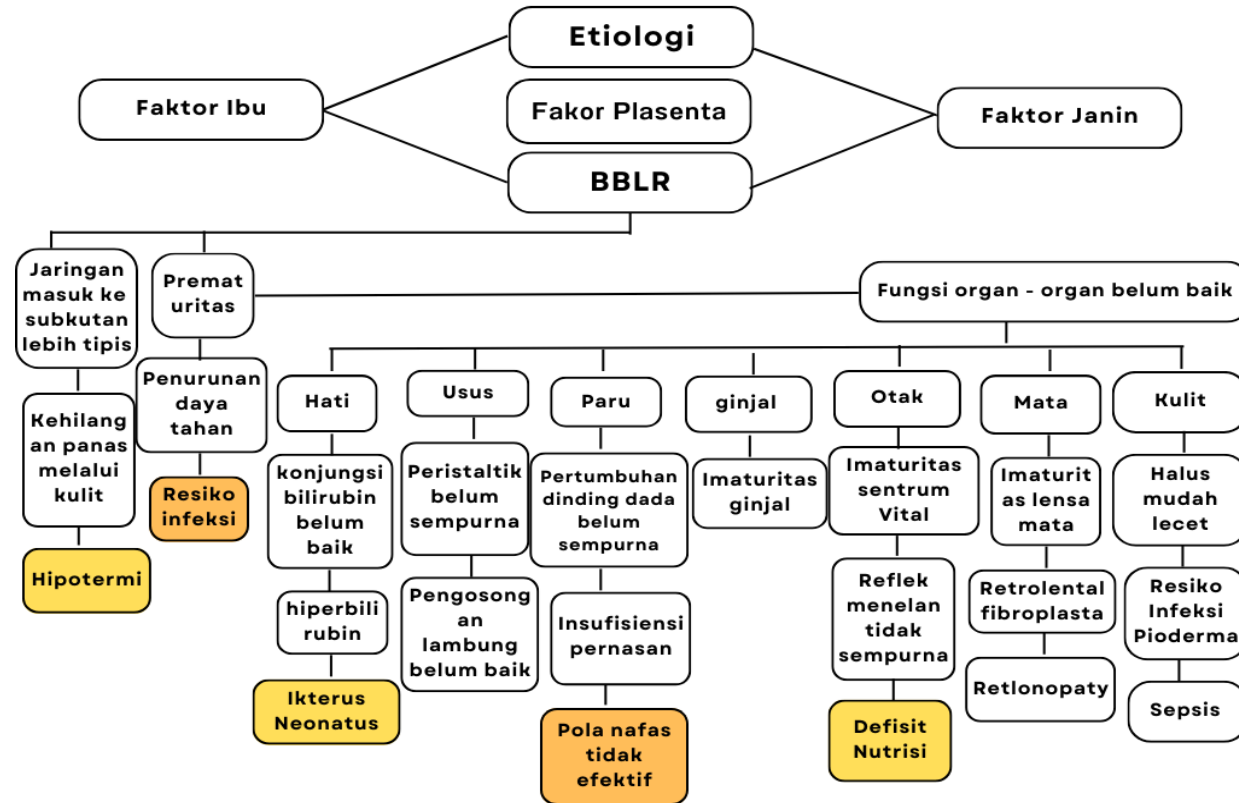 Etiologi
Faktor Ibu
Fakor Plasenta
Faktor Janin
BBLR
Jaringan
masuk ke
subkutan
lebih tipis
Premat
uritas
Fungsi organ - organ belum baik
Kehilang
an panas
melalui
kulit
Hipotermi
Penurunan
daya
tahan
Resiko
infeksi
Hati
konjungsi
bilirubin
belum
baik
hiperbili
rubin
Ikterus
Neonatus
Usus
Peristaltik
belum
sempurna
Pengosong
an
lambung
belum baik
Paru
Pertumbuhan
dinding dada
belum
sempurna
Insufisiensi
pernasan
Pola nafas
tidak
efektif
ginjal
Imaturitas
ginjal
Otak
Imaturitas
sentrum
Vital
Reflek
menelan
tidak
sempurna
Defisit
Nutrisi
Mata
Imaturit
as lensa
mata
Retrolental
fibroplasta
Retlonopaty
Kulit
Halus
mudah
lecet
Resiko
Infeksi
Pioderma
Sepsis